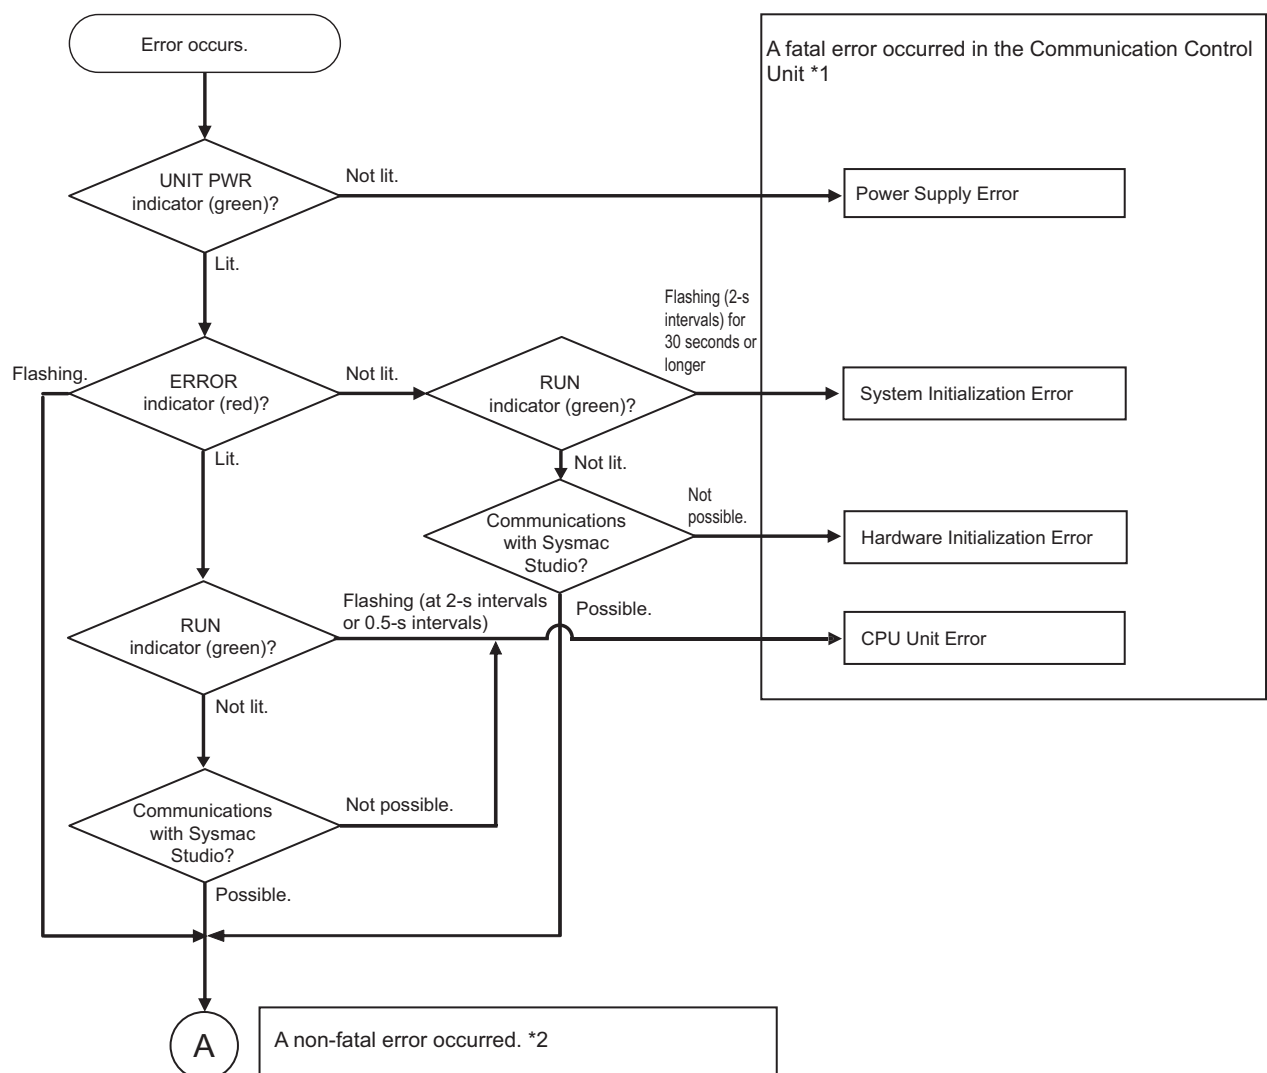 Error occurs.
A fatal error occurred in the Communication Control
Unit *1
UNIT PWR
indicator (green)?
Not lit.
Power Supply Error
Lit.
Flashing (2-s
intervals) for
30 seconds or
longer
Flashing.
ERROR
indicator (red)?
Not lit.
RUN
indicator (green)?
System Initialization Error
Lit.
Not lit.
Communications
with Sysmac
Studio?
Not
possible.
Hardware Initialization Error
Possible.
RUN
indicator (green)?
Flashing (at 2-s intervals
or 0.5-s intervals)
CPU Unit Error
Not lit.
Communications
with Sysmac
Studio?
Not possible.
Possible.
A
A non-fatal error occurred. *2